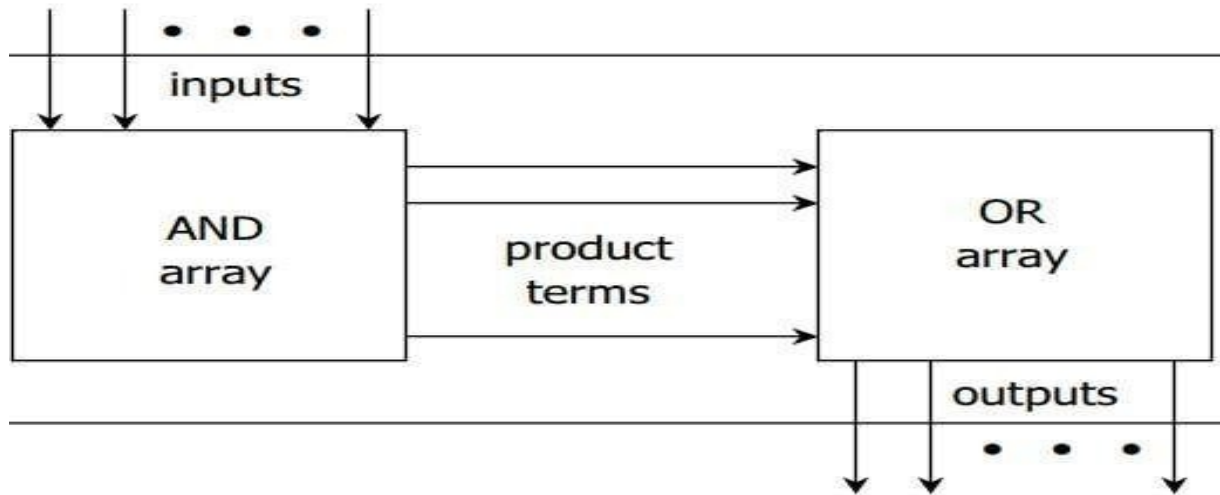 inputs
AND
array
product
terms
OR
array
outputs